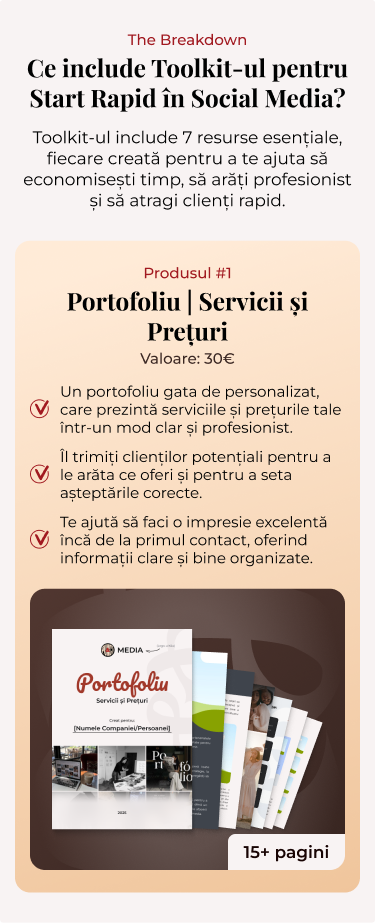 The Breakdown
Ce include Toolkit-ul pentru
Start Rapid în Social Media?
Toolkit-ul include 7 resurse esențiale,
fiecare creată pentru a te ajuta să
economisești timp, să arăți profesionist
și să atragi clienți rapid.
Produsul #1
Portofoliu | Servicii și
Prețuri
Valoare: 30€
Un portofoliu gata de personalizat,
care prezintă serviciile și prețurile tale
într-un mod clar și profesionist.
Îl trimiți clienților potențiali pentru a
le arăta ce oferi și pentru a seta
așteptările corecte.
Te ajută să faci o impresie excelentă
încă de la primul contact, oferind
informații clare și bine organizate.
MEDIA
Portofoliu
Servicii și Prețuri
Creat pentru:
[Numele Companiei/Persoanei]
Po
rt
fó
lio
2025
15+ pagini